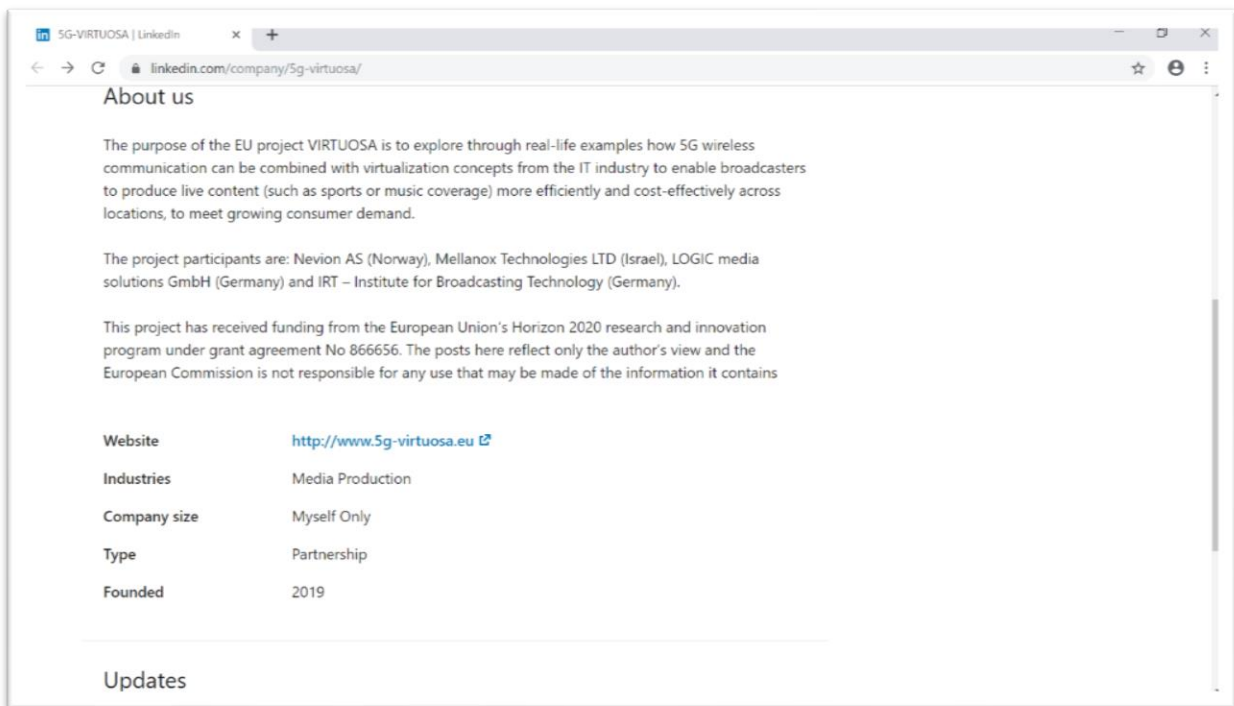 in 5G-VIRTUOSA | LinkedIn
linkedin.com/company/5g-virtuosa/
About us
The purpose of the EU project VIRTUOSA is to explore through real-life examples how 5G wireless
communication can be combined with virtualization concepts from the IT industry to enable broadcasters
to produce live content (such as sports or music coverage) more efficiently and cost-effectively across
locations, to meet growing consumer demand.
The project participants are: Nevion AS (Norway), Mellanox Technologies LTD (Israel), LOGIC media
solutions GmbH (Germany) and IRT – Institute for Broadcasting Technology (Germany).
This project has received funding from the European Union's Horizon 2020 research and innovation
program under grant agreement No 866656. The posts here reflect only the author's view and the
European Commission is not responsible for any use that may be made of the information it contains
Website http://www.5g-virtuosa.eu
Industries Media Production
Company size Myself Only
Type Partnership
Founded 2019
Updates